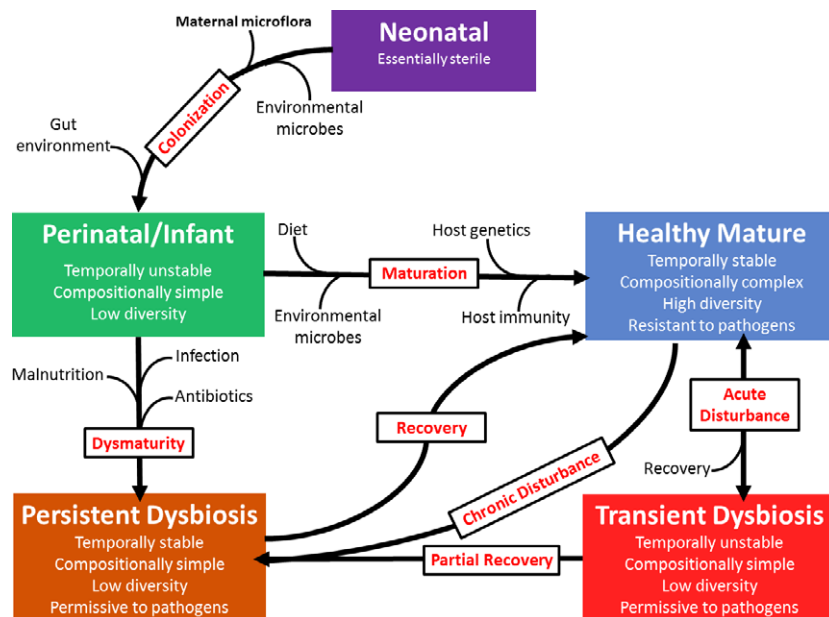 Maternal microflora
Neonatal
Essentially sterile
Environmental
microbes
Colonization
Gut
environment
Perinatal/Infant
Temporally unstable
Compositionally simple
Low diversity
Diet
Environmental
microbes
Maturation
Host genetics
Host immunity
Healthy Mature
Temporally stable
Compositionally complex
High diversity
Resistant to pathogens
Malnutrition
Infection
Antibiotics
Dysmaturity
Recovery
Chronic Disturbance
Acute
Disturbance
Recovery
Persistent Dysbiosis
Temporally stable
Compositionally simple
Low diversity
Permissive to pathogens
Partial Recovery
Transient Dysbiosis
Temporally unstable
Compositionally simple
Low diversity
Permissive to pathogens